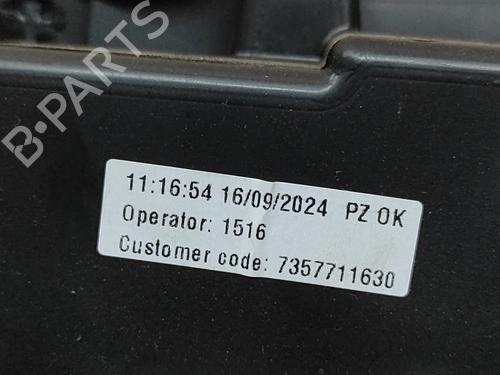 B-PARTS
11:16:54 16/09/2024 PZ OK
Operator: 1516
Customer code: 7357711630